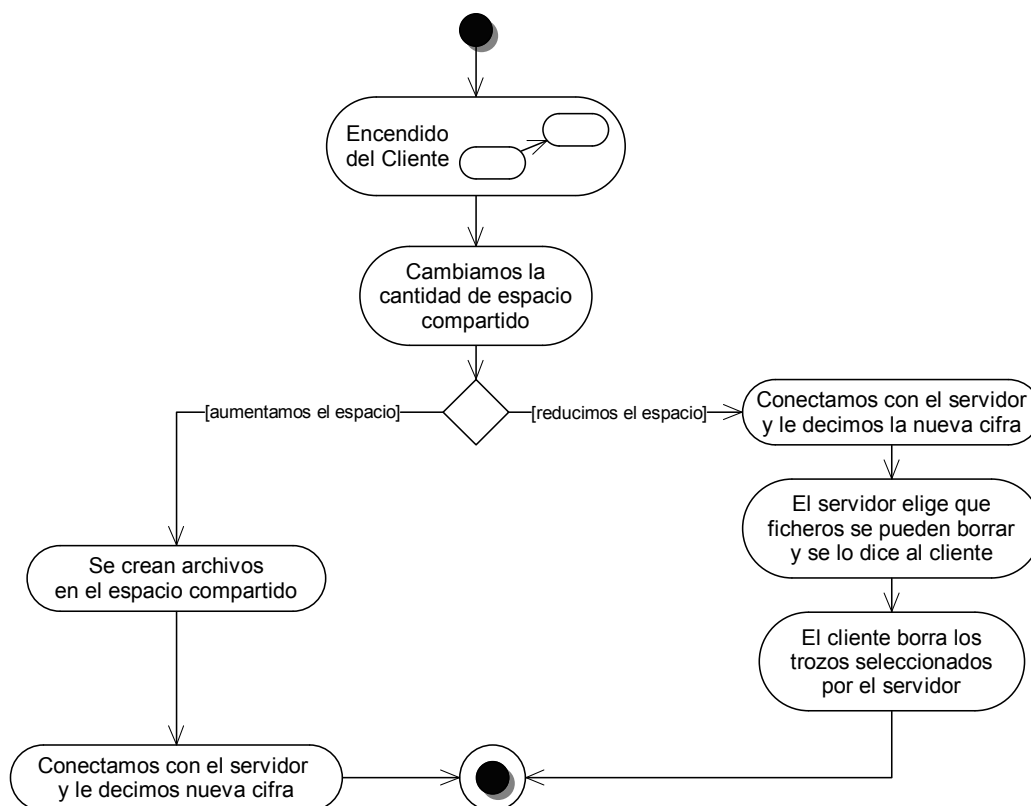 Encendido
del Cliente
Cambiamos la
cantidad de espacio
compartido
[aumentamos el espacio]
[reducimos el espacio]
Conectamos con el servidor
y le decimos la nueva cifra
El servidor elige que
ficheros se pueden borrar
y se lo dice al cliente
Se crean archivos
en el espacio compartido
El cliente borra los
trozos seleccionados
por el servidor
Conectamos con el servidor
y le decimos nueva cifra